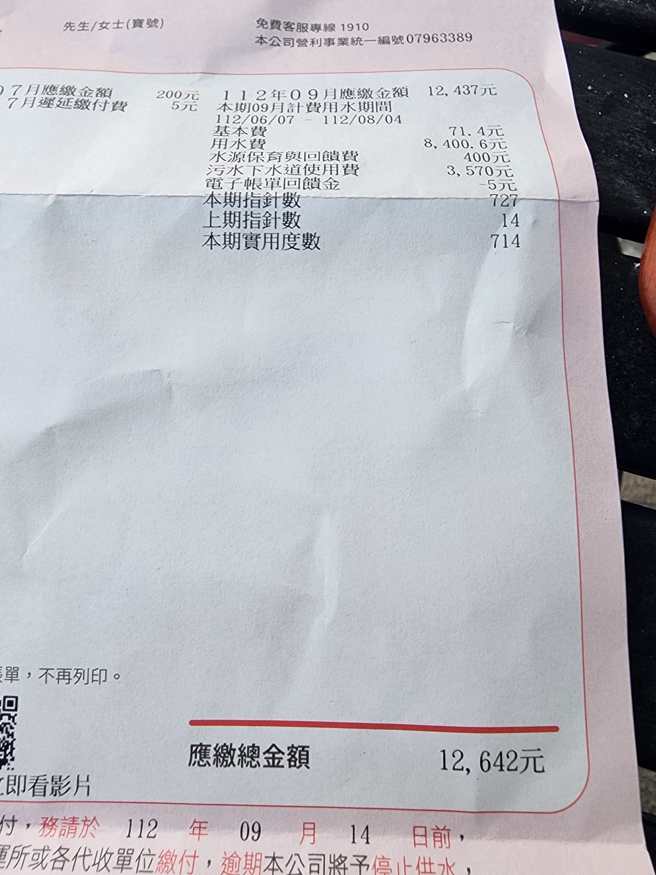 先生/女士(寶號)
免費客服專線 1910
本公司營利事業統一編號07963389
07月應繳金額 200元
7月遲延繳付費 5元
112年09月應繳金額 12,437元
本期09月計費用水期間
112/06/07 - 112/08/04
基本費 71.4元
用水費 8,400.6元
水源保育與回饋費 400元
污水下水道使用費 3,570元
電子帳單回饋金 -5元
本期指針數 727
上期指針數 14
本期實用度數 714
單，不再列印。
立即看影片
應繳總金額 12,642元
付，務請於 112 年 09 月 14 日前，
所或各代收單位繳付，逾期本公司將予停止供水，